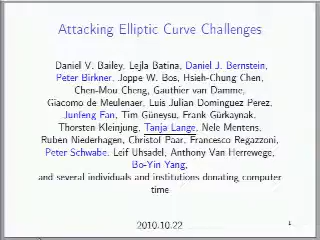 Attacking Elliptic Curve Challenges
Daniel V. Bailey, Lejla Batina, Daniel J. Bernstein,
Peter Birkner, Joppe W. Bos, Hsieh-Chung Chen,
Chen-Mou Cheng, Gauthier van Damme,
Giacomo de Meulenaer, Luis Julian Dominguez Perez,
Junfeng Fan, Tim Güneysu, Frank Gürkaynak,
Thorsten Kleinjung, Tanja Lange, Nele Mentens,
Ruben Niederhagen, Christof Paar, Francesco Regazzoni,
Peter Schwabe, Leif Uhsadel, Anthony Van Herrewege,
Bo-Yin Yang,
and several individuals and institutions donating computer
time
2010.10.22
1